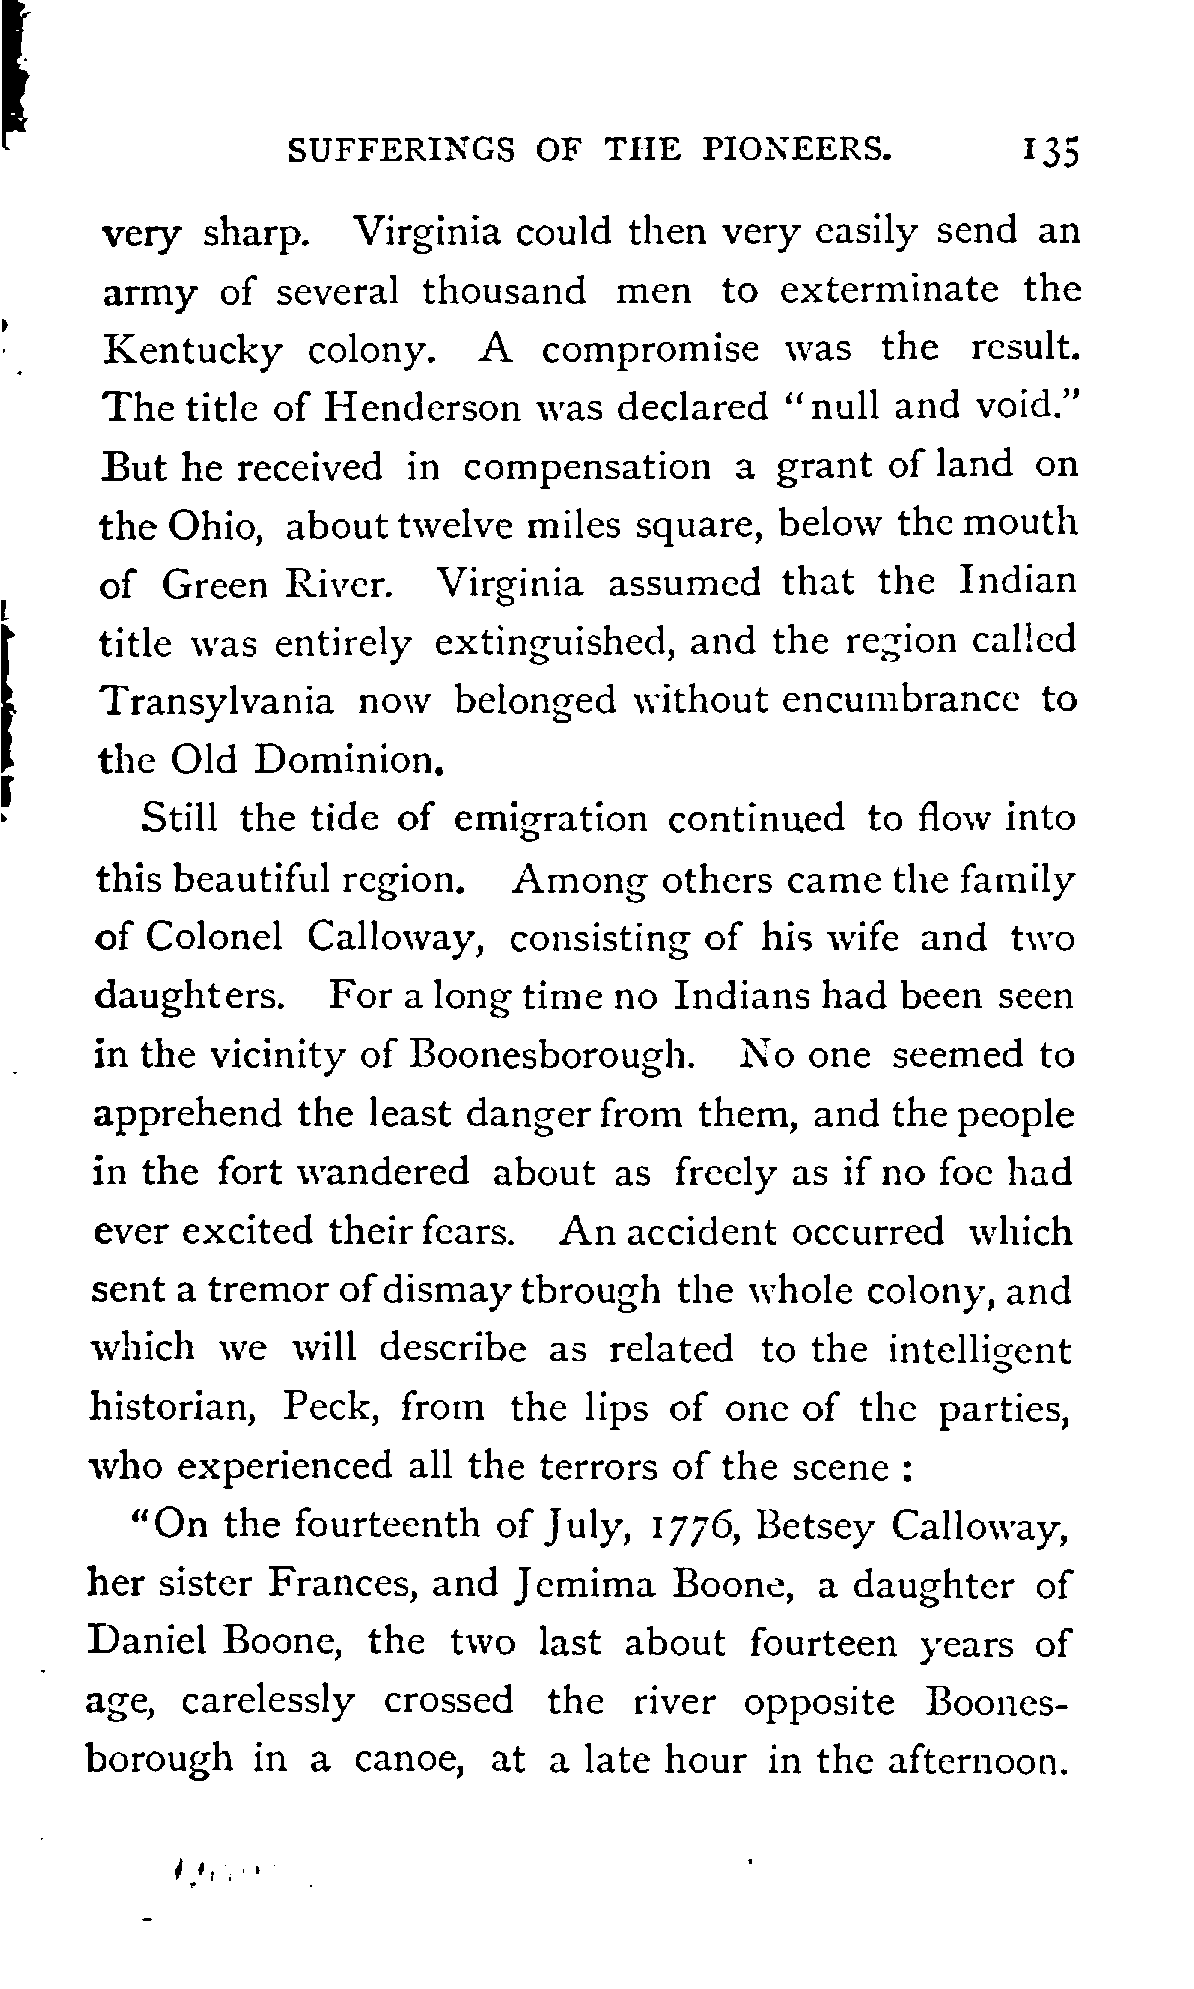 SUFFERINGS OF THE PIONEERS. 135
very sharp. Virginia could then very easily send an
army of several thousand men to exterminate the
Kentucky colony. A compromise was the result.
The title of Henderson was declared "null and void."
But he received in compensation a grant of land on
the Ohio, about twelve miles square, below the mouth
of Green River. Virginia assumed that the Indian
title was entirely extinguished, and the region called
Transylvania now belonged without encumbrance to
the Old Dominion.
Still the tide of emigration continued to flow into
this beautiful region. Among others came the family
of Colonel Calloway, consisting of his wife and two
daughters. For a long time no Indians had been seen
in the vicinity of Boonesborough. No one seemed to
apprehend the least danger from them, and the people
in the fort wandered about as freely as if no foe had
ever excited their fears. An accident occurred which
sent a tremor of dismay tbrough the whole colony, and
which we will describe as related to the intelligent
historian, Peck, from the lips of one of the parties,
who experienced all the terrors of the scene :
"On the fourteenth of July, 1776, Betsey Calloway,
her sister Frances, and Jemima Boone, a daughter of
Daniel Boone, the two last about fourteen years of
age, carelessly crossed the river opposite Boones-
borough in a canoe, at a late hour in the afternoon.